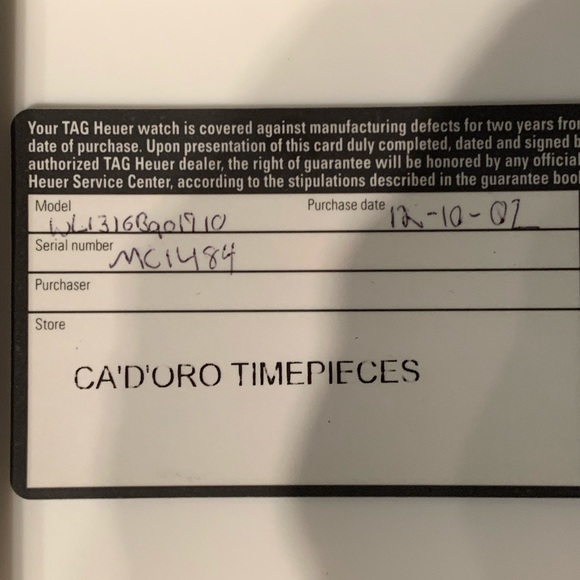 Your TAG Heuer watch is covered against manufacturing defects for two years fro
date of purchase. Upon presentation of this card duly completed, dated and signed b
authorized TAG Heuer dealer, the right of guarantee will be honored by any official
Heuer Service Center, according to the stipulations described in the guarantee boo
Model Purchase date 12-10-02
Serial number MC1484
Purchaser
Store
CA'D'ORO TIMEPIECES